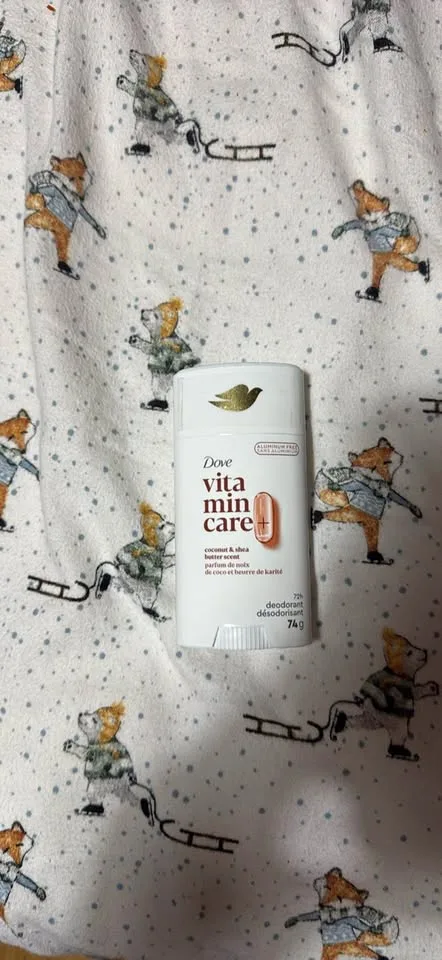 ALUMINUM FREE
SANS ALUMINIUM
Dove
vita
min
care+
coconut & shea
butter scent
parfum de noix
de coco et beurre de karité
72h
deodorant
désodorisant
74g